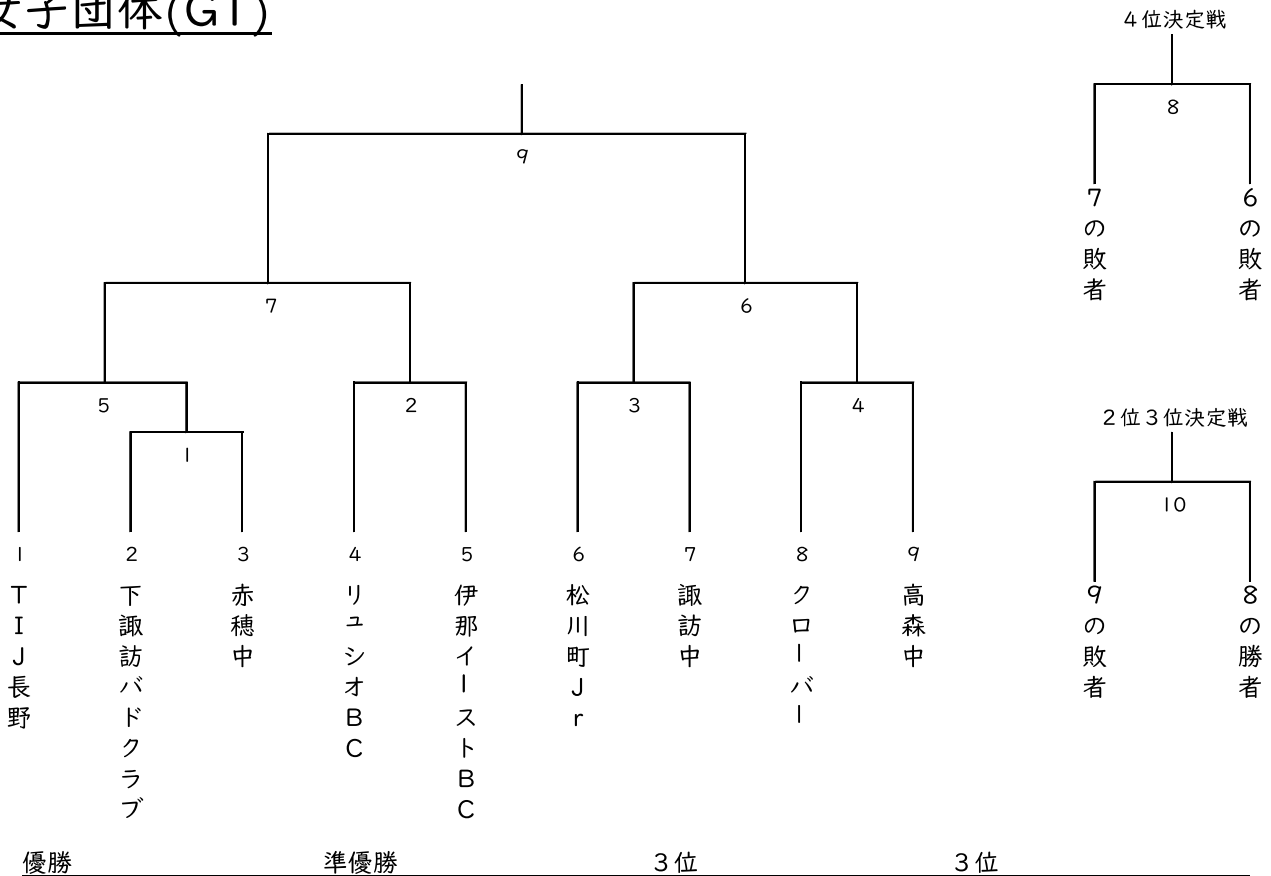 女子団体(GT)
4位決定戦
8
7の敗者
6の敗者
9
7
6
5
2
3
4
1
2位3位決定戦
10
9の敗者
8の勝者
1
2
3
4
5
6
7
8
9
TIJ長野
下諏訪バドクラブ
赤穂中
リュシオBC
伊那イーストBC
松川町Jr
諏訪中
クローバー
高森中
優勝
準優勝
3位
3位